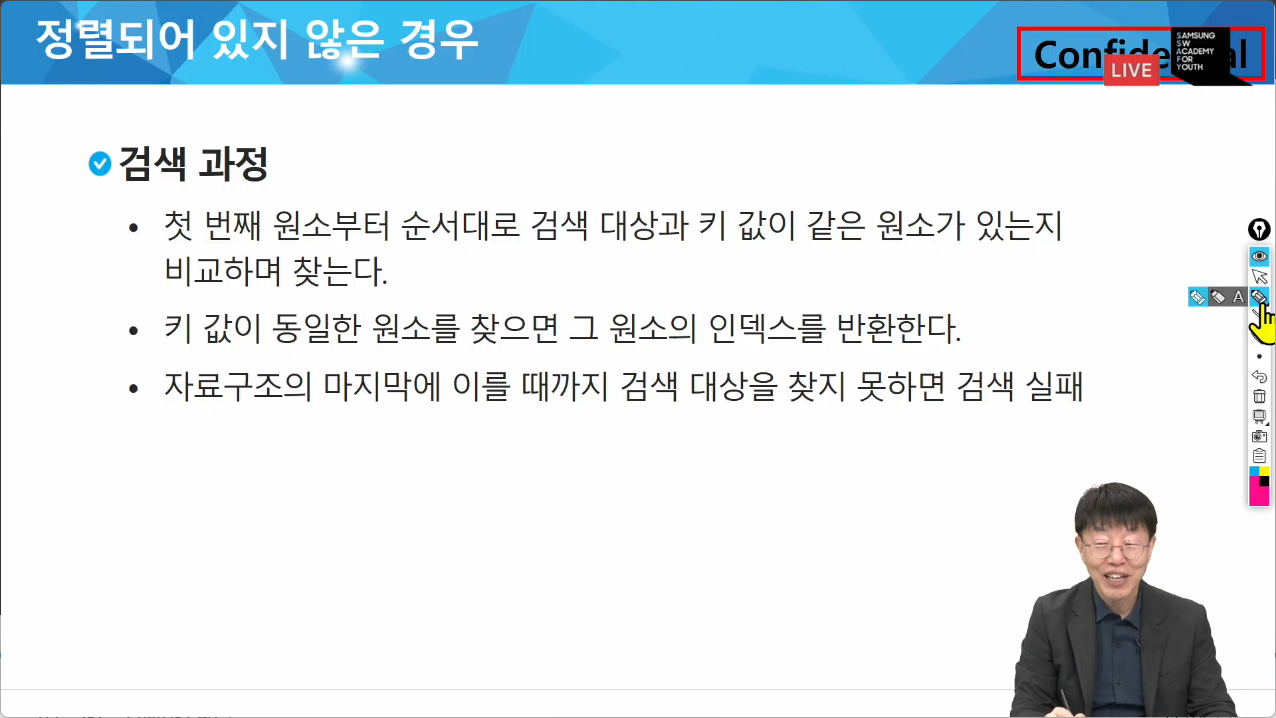 정렬되어 있지 않은 경우
LIVE
SAMSUNG
SW
ACADEMY
FOR
YOUTH
검색 과정
• 첫 번째 원소부터 순서대로 검색 대상과 키 값이 같은 원소가 있는지
비교하며 찾는다.
• 키 값이 동일한 원소를 찾으면 그 원소의 인덱스를 반환한다.
• 자료구조의 마지막에 이를 때까지 검색 대상을 찾지 못하면 검색 실패
A